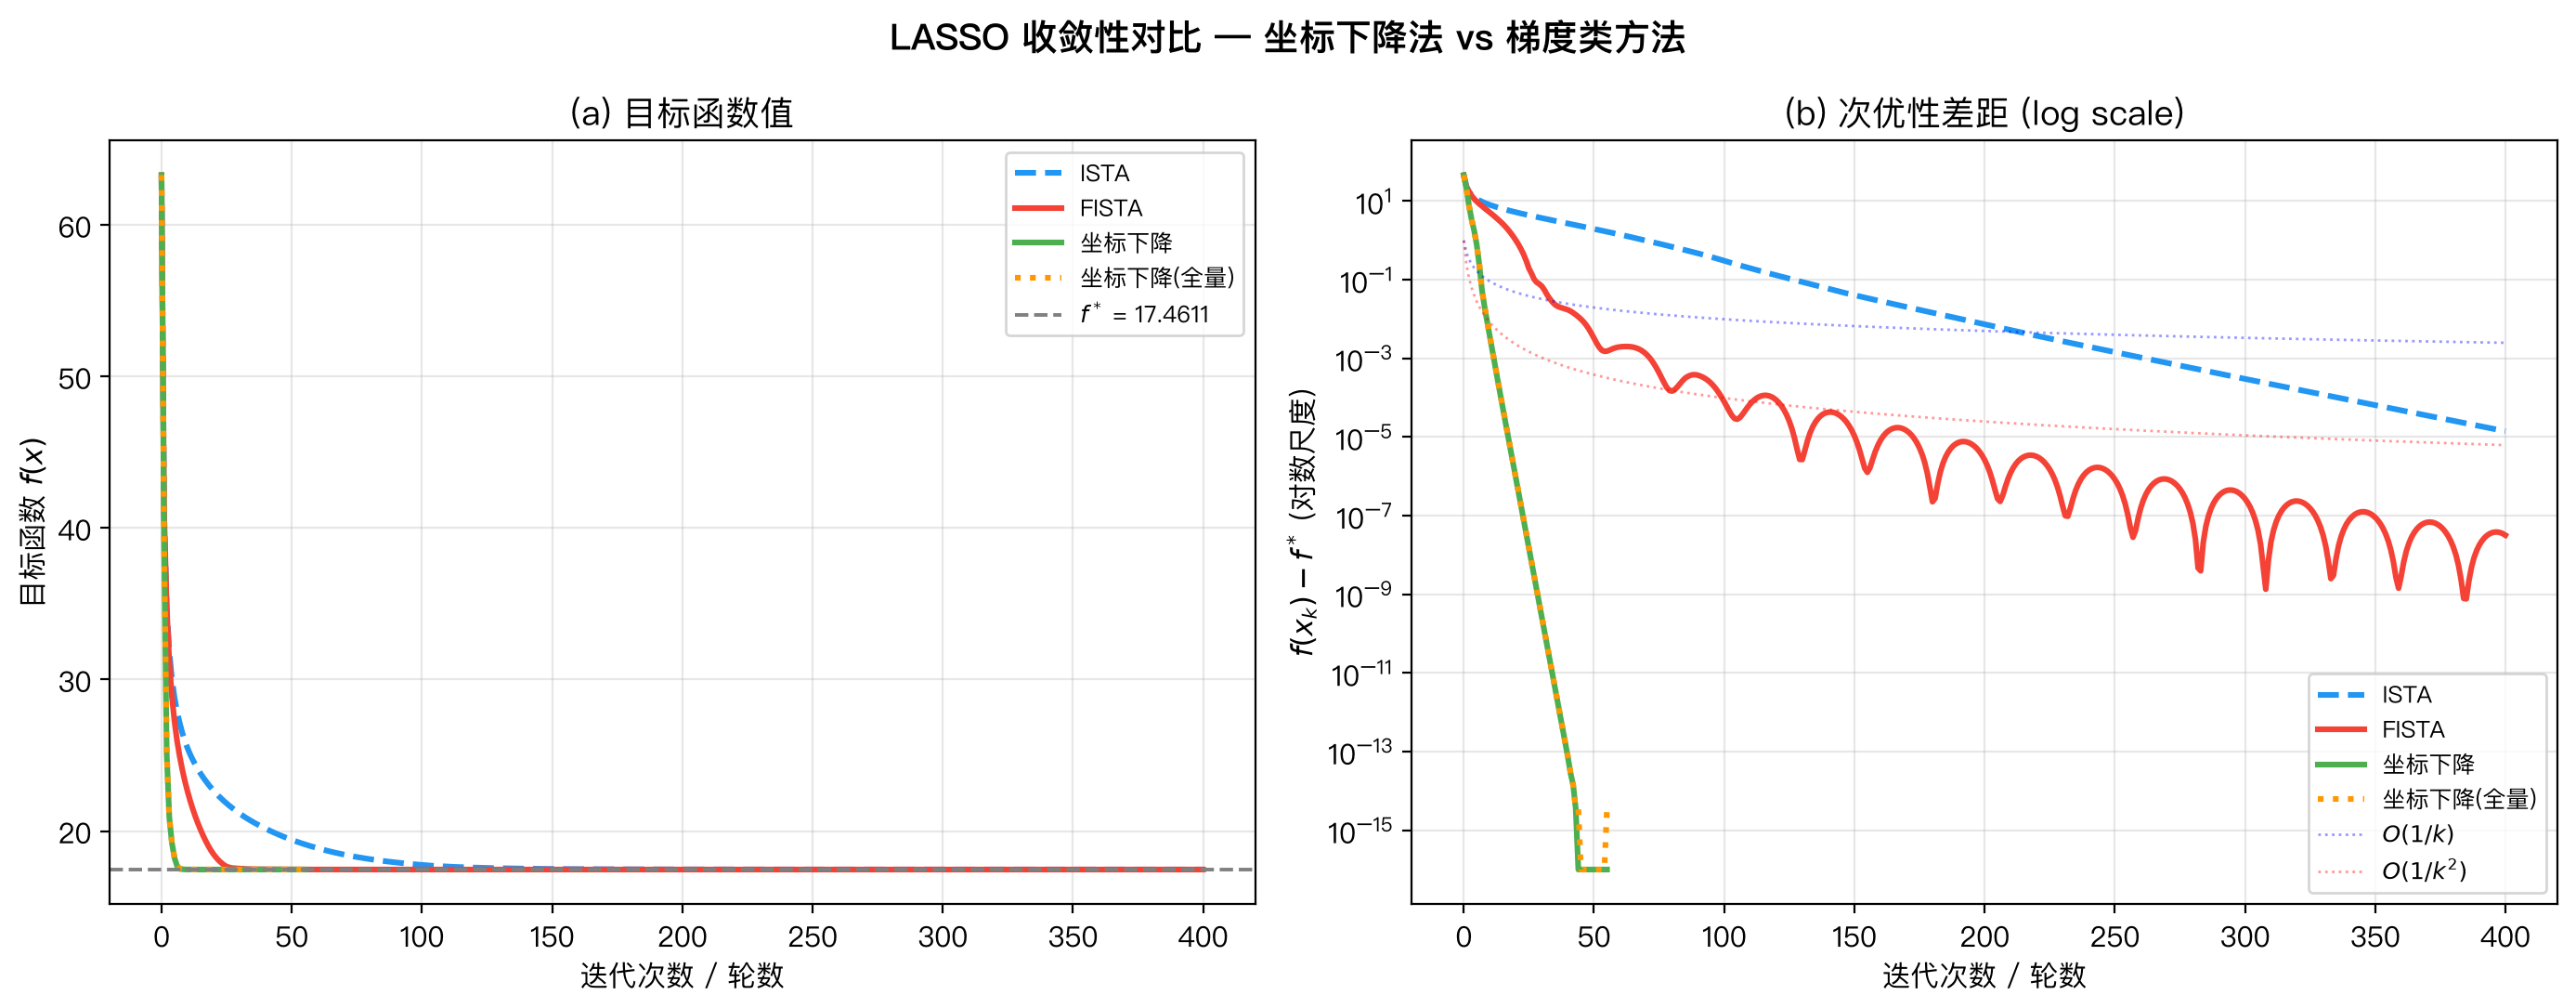 LASSO 收敛性对比 — 坐标下降法 vs 梯度类方法
(a) 目标函数值
目标函数 f(x)
60
50
40
30
20
0 50 100 150 200 250 300 350 400
迭代次数 / 轮数
ISTA
FISTA
坐标下降
坐标下降(全量)
f* = 17.4611
(b) 次优性差距 (log scale)
f(xₖ) − f* (对数尺度)
10¹
10⁻¹
10⁻³
10⁻⁵
10⁻⁷
10⁻⁹
10⁻¹¹
10⁻¹³
10⁻¹⁵
0 50 100 150 200 250 300 350 400
迭代次数 / 轮数
ISTA
FISTA
坐标下降
坐标下降(全量)
O(1/k)
O(1/k²)